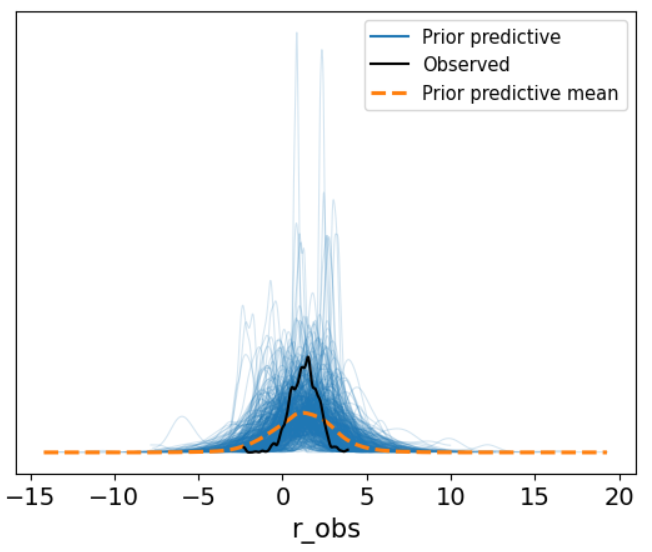 Prior predictive
Observed
Prior predictive mean
−15 −10 −5 0 5 10 15 20
r_obs